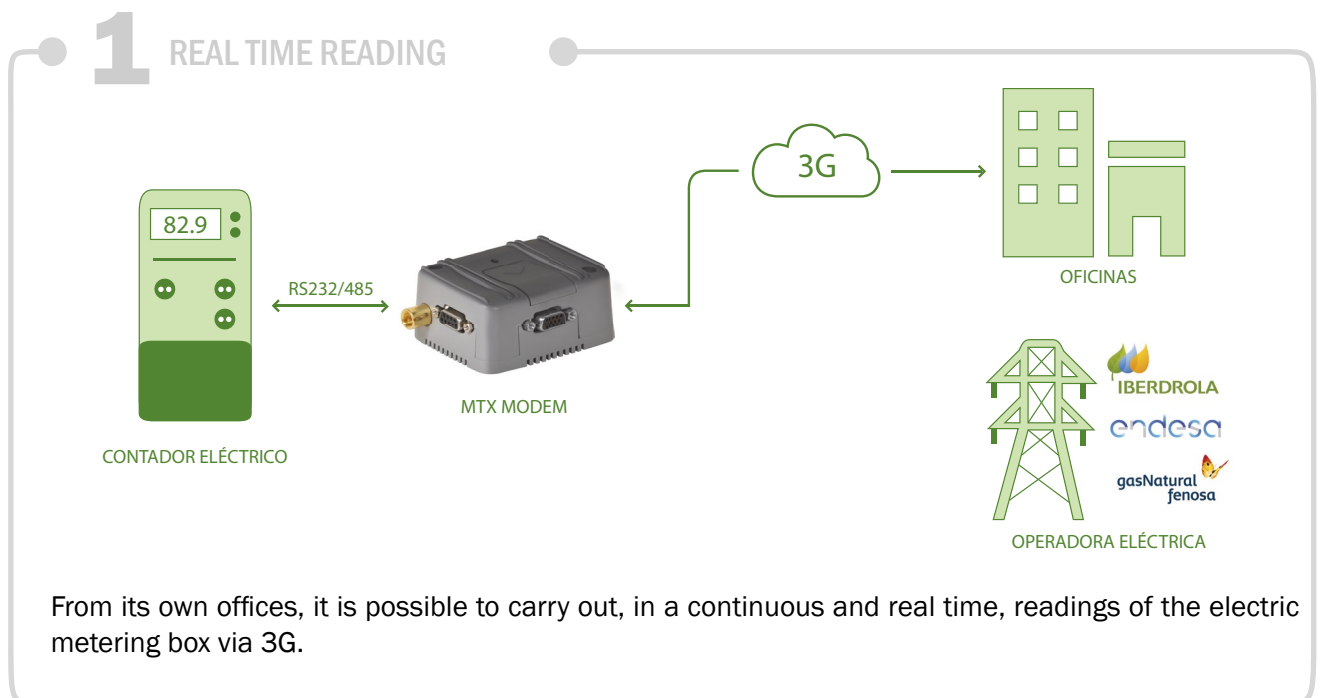 1 REAL TIME READING
3G
82.9
RS232/485
OFICINAS
MTX MODEM
IBERDROLA
endesa
CONTADOR ELÉCTRICO
gasNatural
fenosa
OPERADORA ELÉCTRICA
From its own offices, it is possible to carry out, in a continuous and real time, readings of the electric
metering box via 3G.